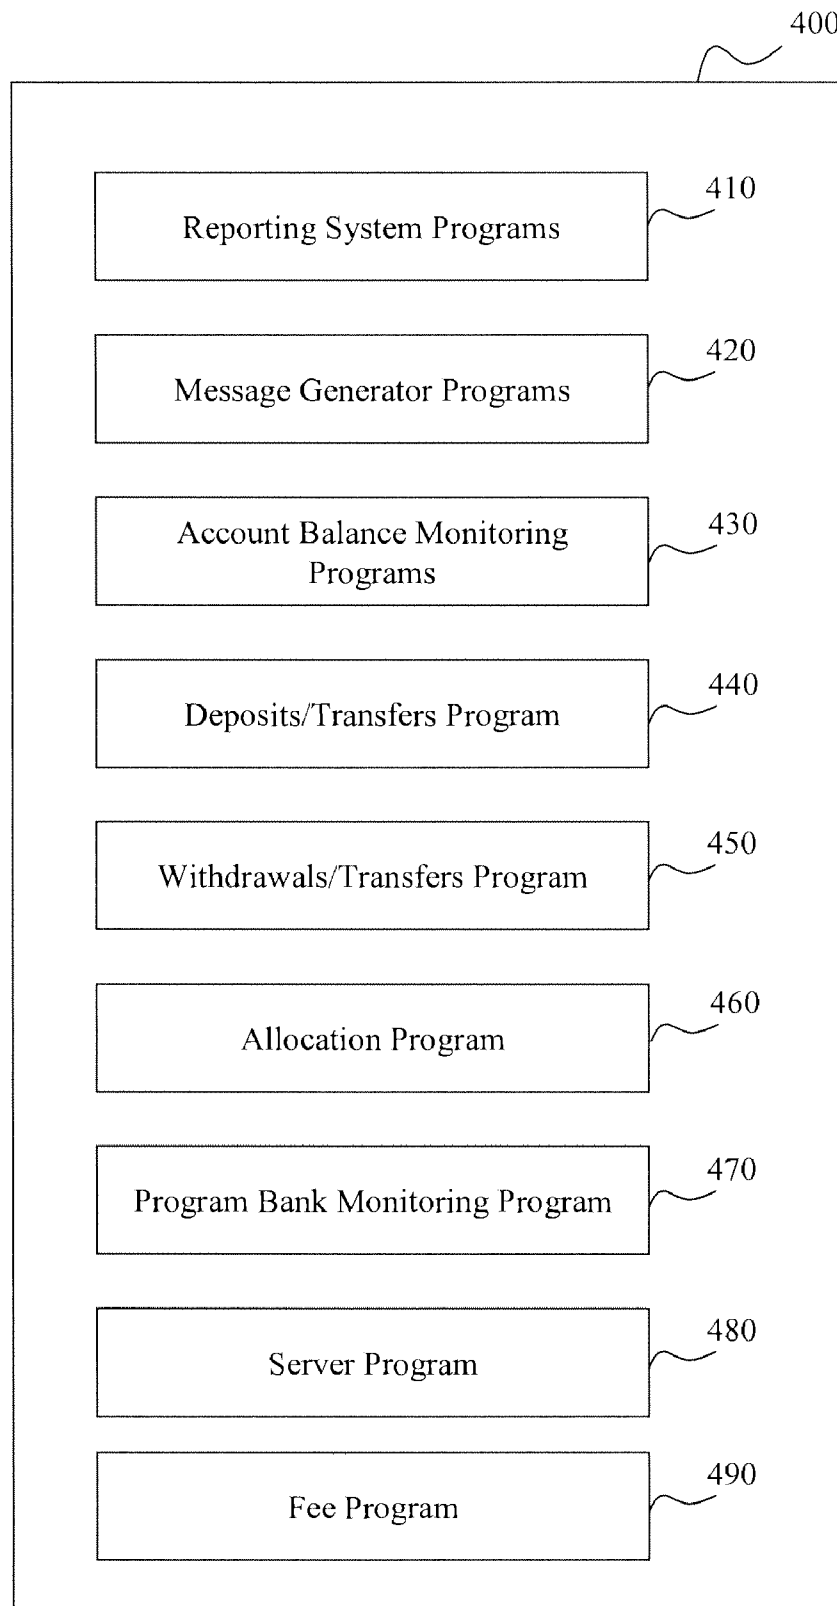 400
Reporting System Programs
410
Message Generator Programs
420
Account Balance Monitoring
Programs
430
Deposits/Transfers Program
440
Withdrawals/Transfers Program
450
Allocation Program
460
Program Bank Monitoring Program
470
Server Program
480
Fee Program
490